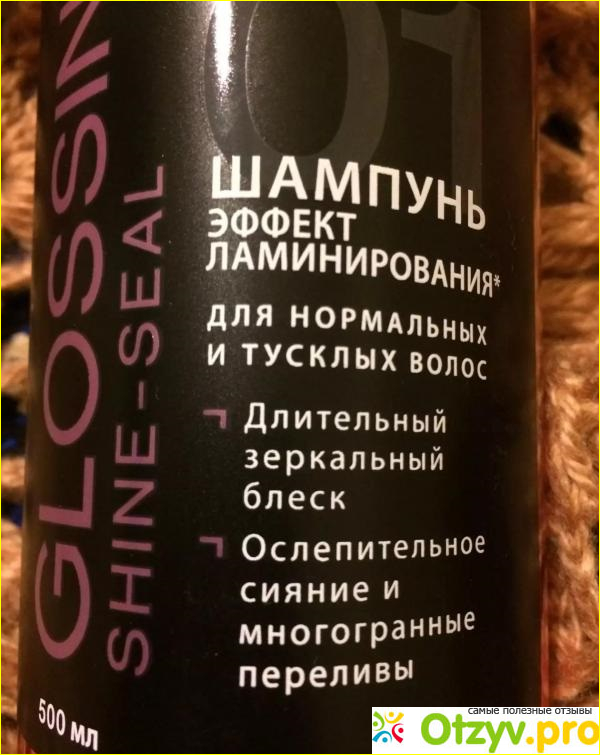 01
GLOSSIN
SHINE-SEAL
ШАМПУНЬ
ЭФФЕКТ
ЛАМИНИРОВАНИЯ*
ДЛЯ НОРМАЛЬНЫХ
И ТУСКЛЫХ ВОЛОС
Длительный
зеркальный
блеск
Ослепительное
сияние и
многогранные
переливы
500 мл
самые полезные отзывы
Otzyv.pro